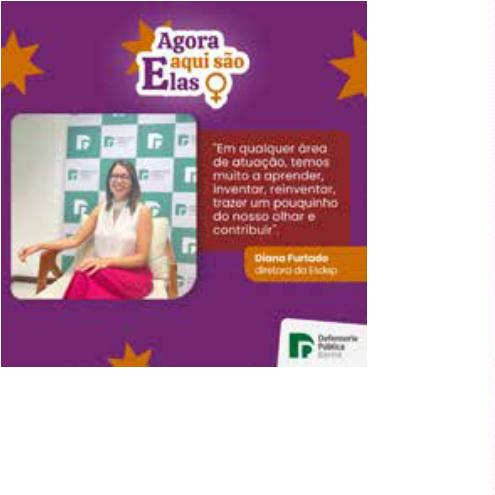 Agora
aqui são
Elas
"Em qualquer área
de atuação, temos
muito a aprender,
inventar, reinventar,
trazer um pouquinho
do nosso olhar e
contribuir".
Diana Furtado
diretora da Esdep
Defensoria
Pública